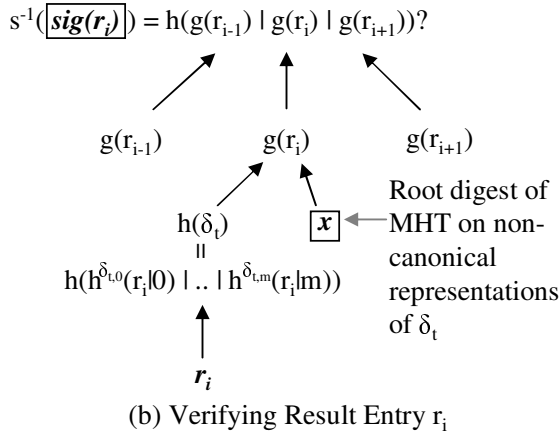 s⁻¹(sig(rᵢ)) = h(g(rᵢ₋₁) | g(rᵢ) | g(rᵢ₊₁))?
g(rᵢ₋₁) g(rᵢ) g(rᵢ₊₁)
h(δₜ) x
=
h(h^δt,0(rᵢ|0) | .. | h^δt,m(rᵢ|m))
rᵢ
Root digest of
MHT on non-
canonical
representations
of δₜ
(b) Verifying Result Entry rᵢ